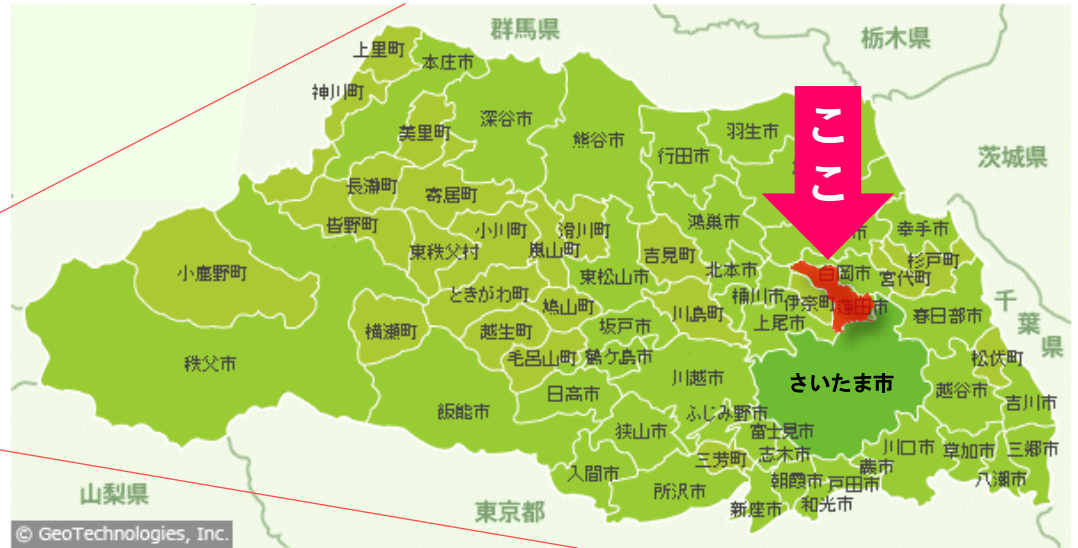 群馬県
栃木県
茨城県
千葉県
山梨県
東京都
ここ
上里町
本庄市
神川町
美里町
深谷市
熊谷市
行田市
羽生市
長瀞町
寄居町
皆野町
小川町
滑川町
嵐山町
東秩父村
吉見町
鴻巣市
市
幸手市
杉戸町
白岡市
宮代町
小鹿野町
東松山市
北本市
ときがわ町
鳩山町
桶川市
伊奈町
蓮田市
春日部市
横瀬町
越生町
坂戸市
川島町
上尾市
秩父市
毛呂山町
鶴ケ島市
松伏町
さいたま市
日高市
川越市
越谷市
吉川市
飯能市
ふじみ野市
狭山市
富士見市
川口市
草加市
三郷市
入間市
三芳町
志木市
蕨市
八潮市
所沢市
朝霞市
戸田市
新座市
和光市
© GeoTechnologies, Inc.